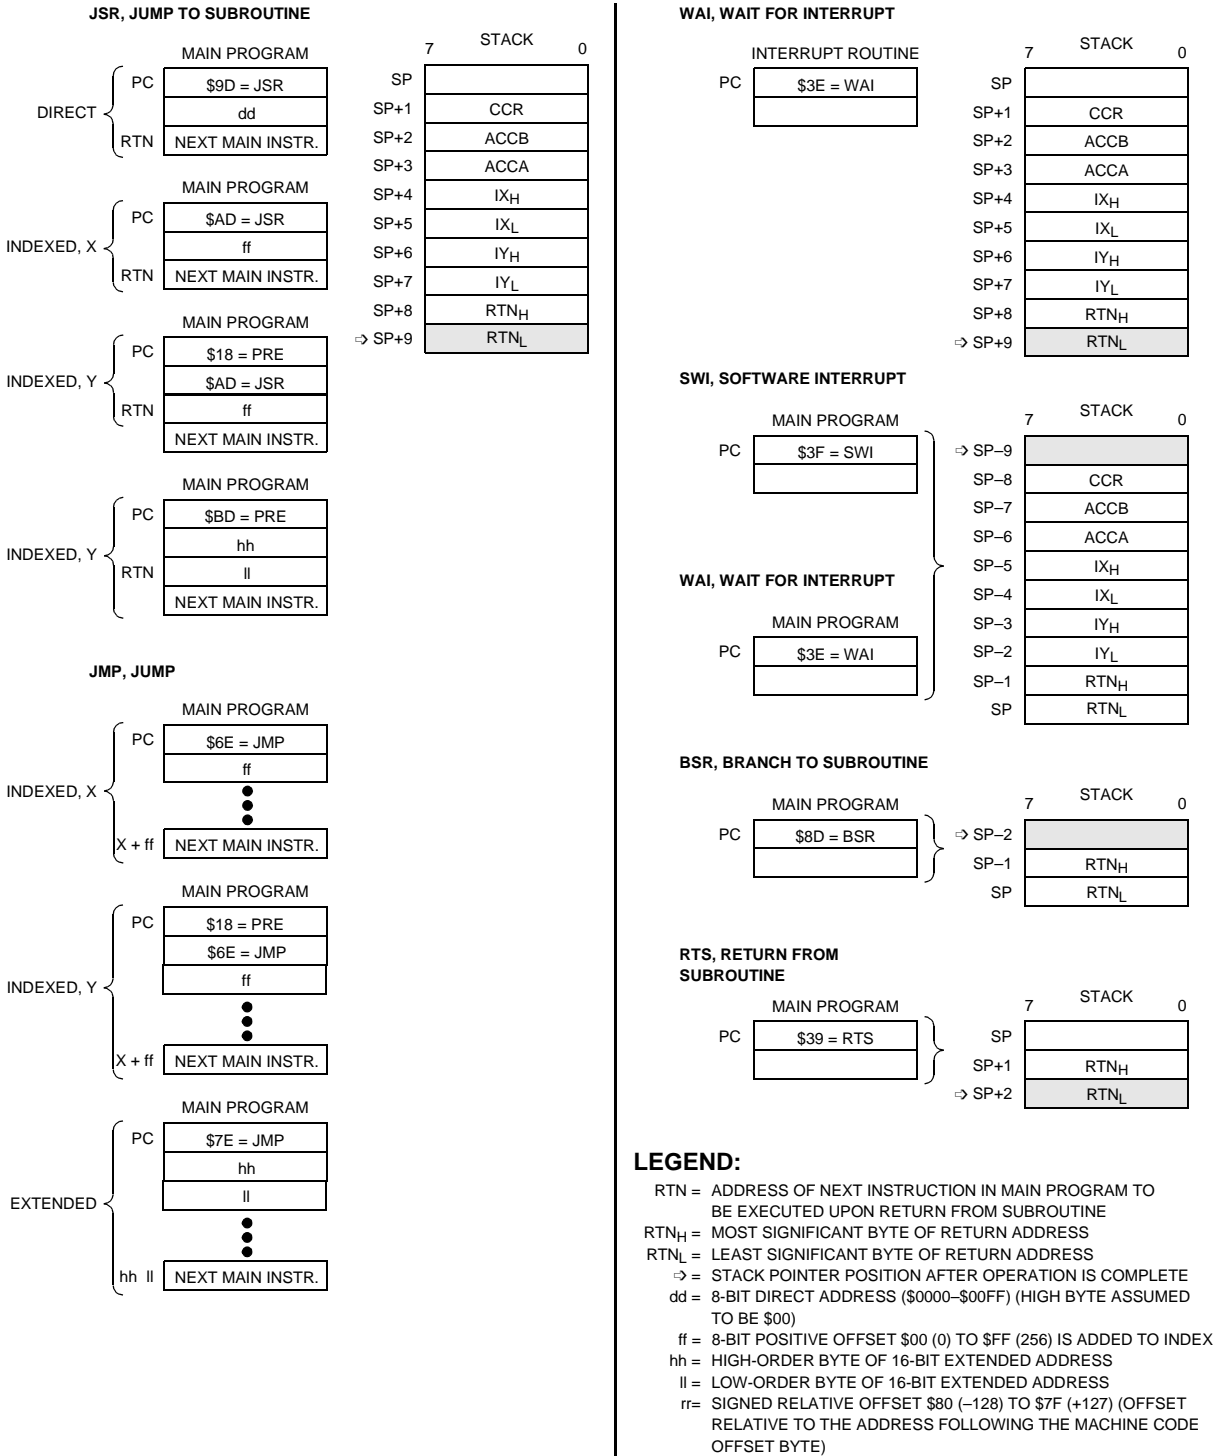 JSR, JUMP TO SUBROUTINE
MAIN PROGRAM
DIRECT
PC $9D = JSR
dd
RTN NEXT MAIN INSTR.
MAIN PROGRAM
INDEXED, X
PC $AD = JSR
ff
RTN NEXT MAIN INSTR.
MAIN PROGRAM
INDEXED, Y
PC $18 = PRE
$AD = JSR
RTN ff
NEXT MAIN INSTR.
MAIN PROGRAM
INDEXED, Y
PC $BD = PRE
hh
RTN ll
NEXT MAIN INSTR.
7 STACK 0
SP
SP+1 CCR
SP+2 ACCB
SP+3 ACCA
SP+4 IXH
SP+5 IXL
SP+6 IYH
SP+7 IYL
SP+8 RTNH
➩ SP+9 RTNL
JMP, JUMP
MAIN PROGRAM
INDEXED, X
PC $6E = JMP
ff
X + ff NEXT MAIN INSTR.
MAIN PROGRAM
INDEXED, Y
PC $18 = PRE
$6E = JMP
ff
X + ff NEXT MAIN INSTR.
MAIN PROGRAM
EXTENDED
PC $7E = JMP
hh
ll
hh ll NEXT MAIN INSTR.
WAI, WAIT FOR INTERRUPT
INTERRUPT ROUTINE
PC $3E = WAI
7 STACK 0
SP
SP+1 CCR
SP+2 ACCB
SP+3 ACCA
SP+4 IXH
SP+5 IXL
SP+6 IYH
SP+7 IYL
SP+8 RTNH
➩ SP+9 RTNL
SWI, SOFTWARE INTERRUPT
MAIN PROGRAM
PC $3F = SWI
WAI, WAIT FOR INTERRUPT
MAIN PROGRAM
PC $3E = WAI
7 STACK 0
➩ SP–9
SP–8 CCR
SP–7 ACCB
SP–6 ACCA
SP–5 IXH
SP–4 IXL
SP–3 IYH
SP–2 IYL
SP–1 RTNH
SP RTNL
BSR, BRANCH TO SUBROUTINE
MAIN PROGRAM
PC $8D = BSR
7 STACK 0
➩ SP–2
SP–1 RTNH
SP RTNL
RTS, RETURN FROM
SUBROUTINE
MAIN PROGRAM
PC $39 = RTS
7 STACK 0
SP
SP+1 RTNH
➩ SP+2 RTNL
LEGEND:
RTN = ADDRESS OF NEXT INSTRUCTION IN MAIN PROGRAM TO
BE EXECUTED UPON RETURN FROM SUBROUTINE
RTNH = MOST SIGNIFICANT BYTE OF RETURN ADDRESS
RTNL = LEAST SIGNIFICANT BYTE OF RETURN ADDRESS
➩ = STACK POINTER POSITION AFTER OPERATION IS COMPLETE
dd = 8-BIT DIRECT ADDRESS ($0000–$00FF) (HIGH BYTE ASSUMED
TO BE $00)
ff = 8-BIT POSITIVE OFFSET $00 (0) TO $FF (256) IS ADDED TO INDEX
hh = HIGH-ORDER BYTE OF 16-BIT EXTENDED ADDRESS
ll = LOW-ORDER BYTE OF 16-BIT EXTENDED ADDRESS
rr= SIGNED RELATIVE OFFSET $80 (–128) TO $7F (+127) (OFFSET
RELATIVE TO THE ADDRESS FOLLOWING THE MACHINE CODE
OFFSET BYTE)